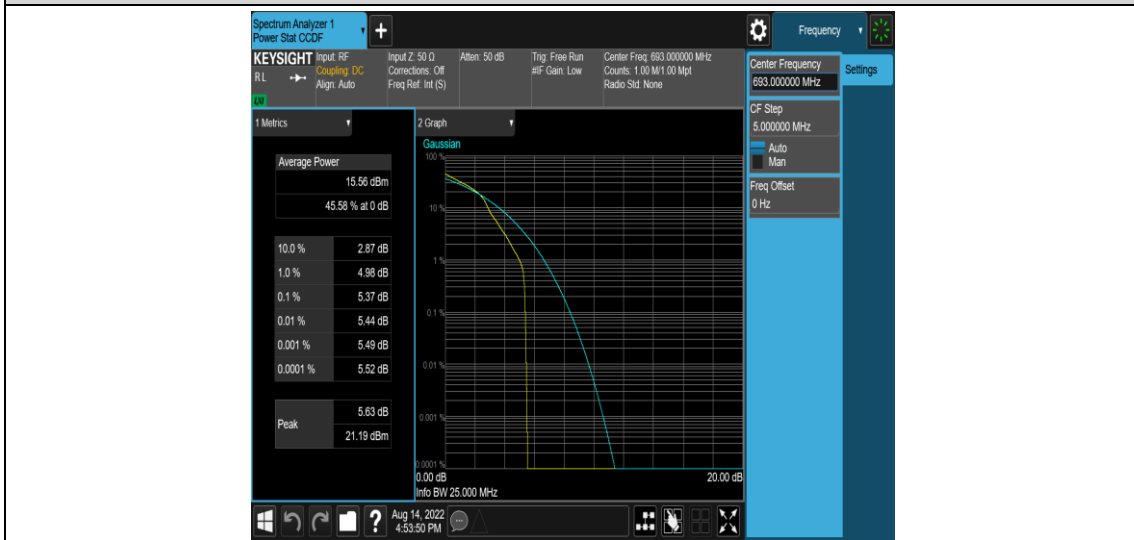 Spectrum Analyzer 1
Power Stat CCDF
Frequency
KEYSIGHT
RL
LXI
Input: RF
Coupling: DC
Align: Auto
Input Z: 50 Ω
Corrections: Off
Freq Ref: Int (S)
Atten: 50 dB
Trig: Free Run
#IF Gain: Low
Center Freq: 693.000000 MHz
Counts: 1.00 M/1.00 Mpt
Radio Std: None
Center Frequency
693.000000 MHz
Settings
CF Step
5.000000 MHz
Auto
Man
Freq Offset
0 Hz
1 Metrics
Average Power
15.56 dBm
45.58 % at 0 dB
10.0 % 2.87 dB
1.0 % 4.98 dB
0.1 % 5.37 dB
0.01 % 5.44 dB
0.001 % 5.49 dB
0.0001 % 5.52 dB
Peak
5.63 dB
21.19 dBm
2 Graph
Gaussian
100 %
10 %
1 %
0.1 %
0.01 %
0.001 %
0.0001 %
0.00 dB 20.00 dB
Info BW 25.000 MHz
?
Aug 14, 2022
4:53:50 PM